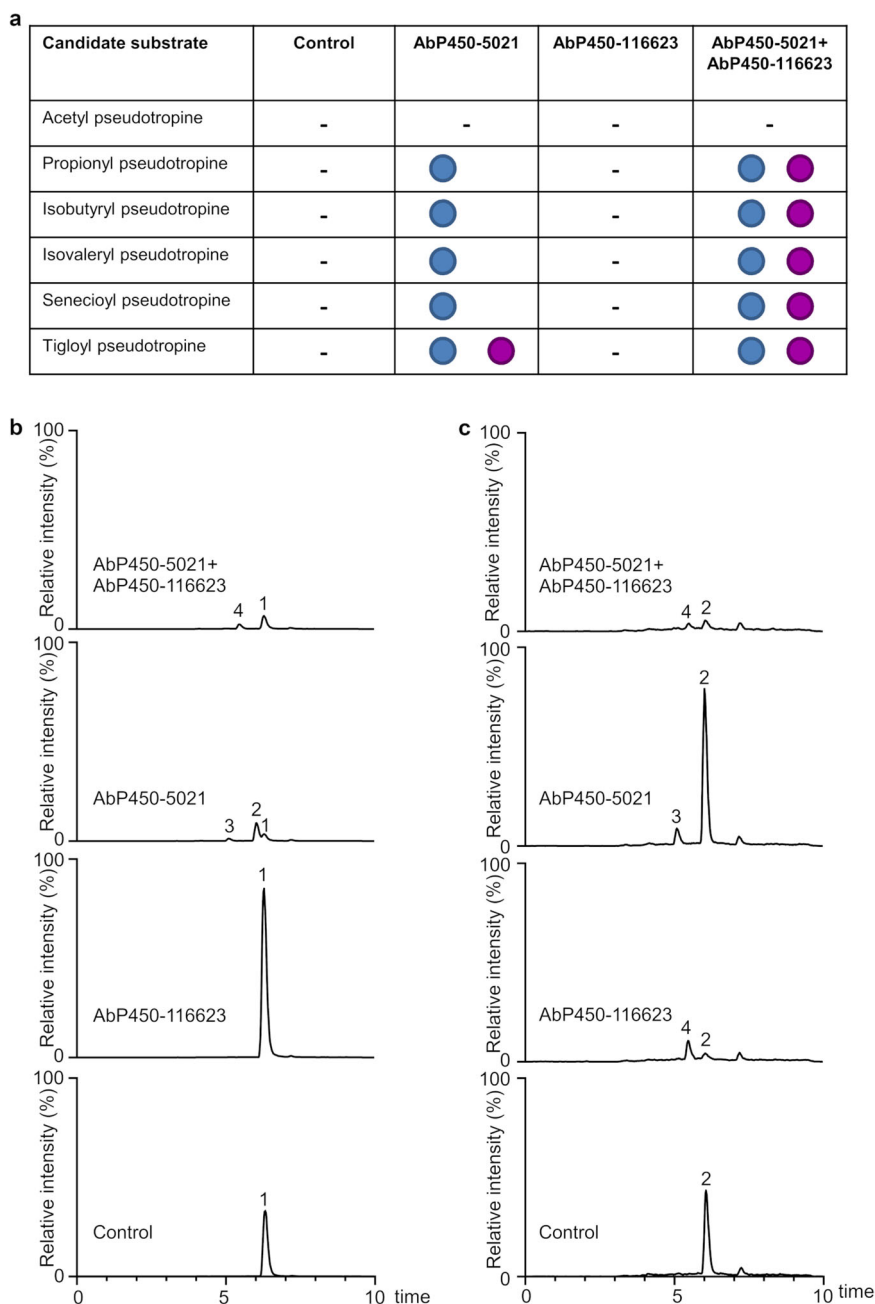 a
Candidate substrate Control AbP450-5021 AbP450-116623 AbP450-5021+
AbP450-116623
Acetyl pseudotropine - - - -
Propionyl pseudotropine - -
Isobutyryl pseudotropine - -
Isovaleryl pseudotropine - -
Senecioyl pseudotropine - -
Tigloyl pseudotropine - -
b
100
Relative intensity (%)
0
AbP450-5021+
AbP450-116623
4 1
100
Relative intensity (%)
0
AbP450-5021
3 2 1
100
Relative intensity (%)
0
AbP450-116623
1
100
Relative intensity (%)
0
Control
1
0 5 10 time
c
100
Relative intensity (%)
0
AbP450-5021+
AbP450-116623
4 2
100
Relative intensity (%)
0
AbP450-5021
3 2
100
Relative intensity (%)
0
AbP450-116623
4 2
100
Relative intensity (%)
0
Control
2
0 5 10 time